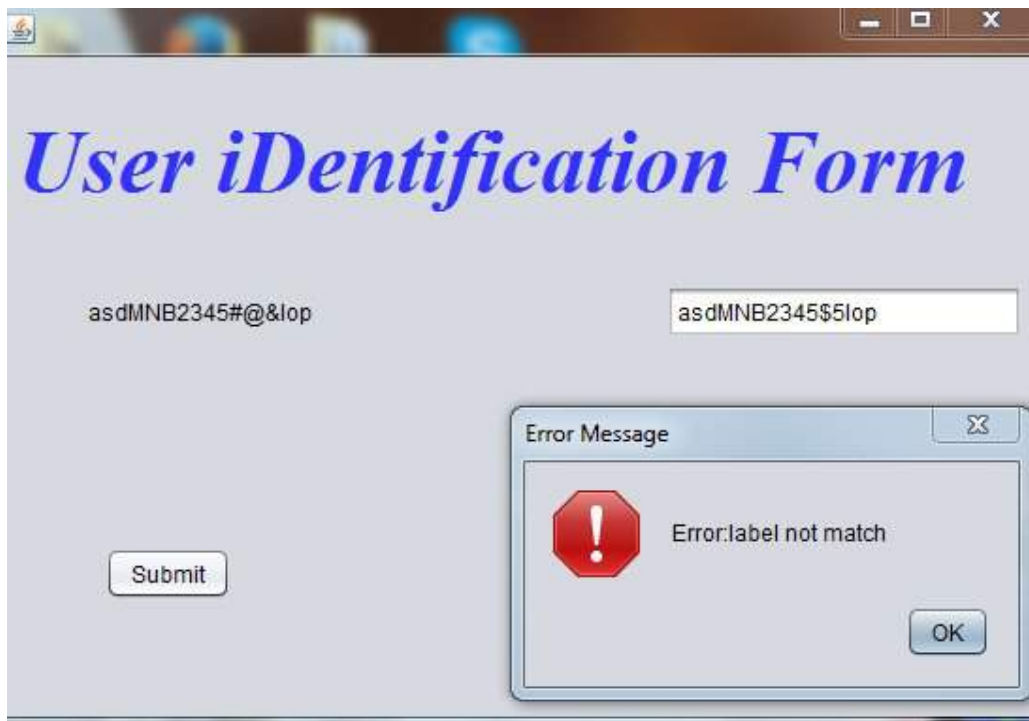 User iDentification Form
asdMNB2345#@&lop
asdMNB2345$5lop
Error Message
Error:label not match
Submit
OK